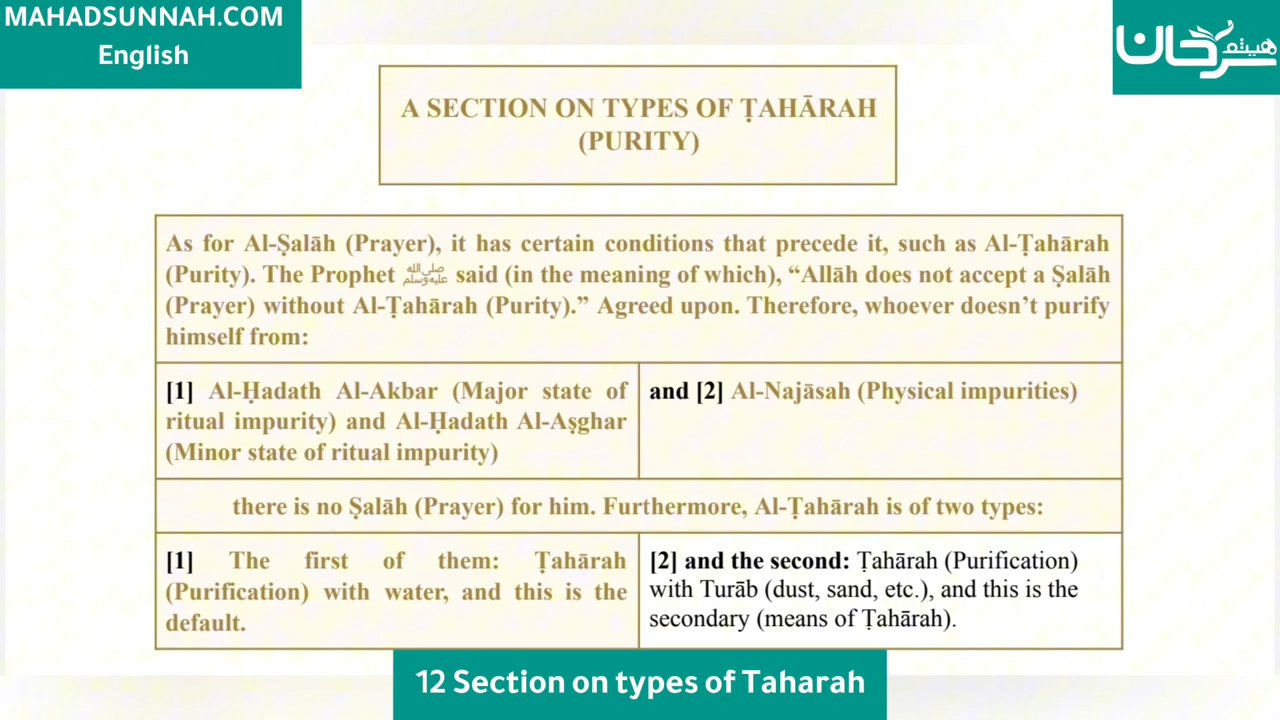 MAHADSUNNAH.COM
English
هيثم
سرحان
A SECTION ON TYPES OF ṬAHĀRAH
(PURITY)
As for Al-Ṣalāh (Prayer), it has certain conditions that precede it, such as Al-Ṭahārah
(Purity). The Prophet ﷺ said (in the meaning of which), “Allāh does not accept a Ṣalāh
(Prayer) without Al-Ṭahārah (Purity).” Agreed upon. Therefore, whoever doesn’t purify
himself from:
[1] Al-Ḥadath Al-Akbar (Major state of
ritual impurity) and Al-Ḥadath Al-Aṣghar
(Minor state of ritual impurity)
and [2] Al-Najāsah (Physical impurities)
there is no Ṣalāh (Prayer) for him. Furthermore, Al-Ṭahārah is of two types:
[1] The first of them: Ṭahārah
(Purification) with water, and this is the
default.
[2] and the second: Ṭahārah (Purification)
with Turāb (dust, sand, etc.), and this is the
secondary (means of Ṭahārah).
12 Section on types of Taharah